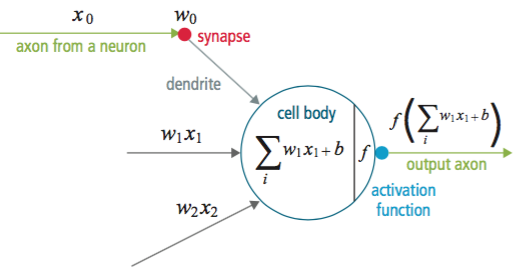 x₀
w₀
axon from a neuron
synapse
dendrite
cell body
w₁x₁
∑ᵢ w₁x₁+b
f
f(∑ᵢ w₁x₁+b)
output axon
activation
function
w₂x₂